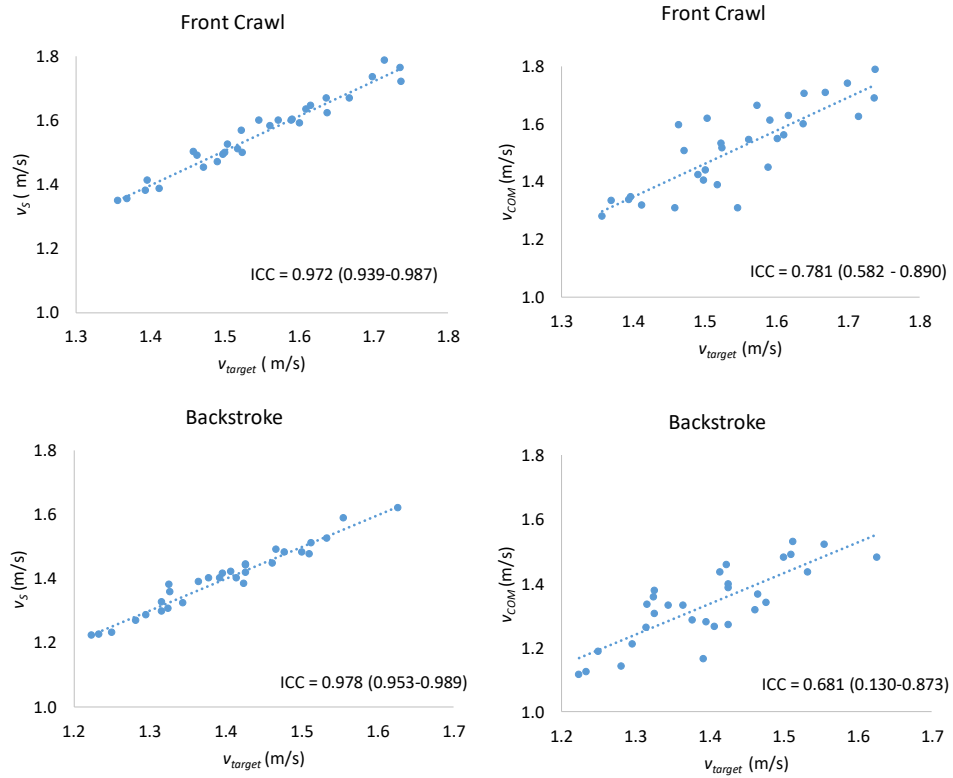 Front Crawl
1.8
1.6
1.4
1.2
1.0
v_S ( m/s)
ICC = 0.972 (0.939-0.987)
1.3 1.4 1.5 1.6 1.7 1.8
v_target ( m/s)
Front Crawl
1.8
1.6
1.4
1.2
1.0
v_COM (m/s)
ICC = 0.781 (0.582 - 0.890)
1.3 1.4 1.5 1.6 1.7 1.8
v_target (m/s)
Backstroke
1.8
1.6
1.4
1.2
1.0
v_S (m/s)
ICC = 0.978 (0.953-0.989)
1.2 1.3 1.4 1.5 1.6 1.7
v_target (m/s)
Backstroke
1.8
1.6
1.4
1.2
1.0
v_COM (m/s)
ICC = 0.681 (0.130-0.873)
1.2 1.3 1.4 1.5 1.6 1.7
v_target (m/s)